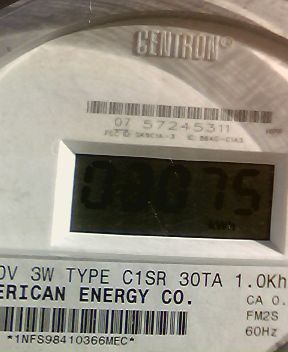 CENTRON®
07 57245311
kWh
0V 3W TYPE C1SR 30TA 1.0Kh
ERICAN ENERGY CO.
CA 0.
FM2S
60Hz
*1NFS98410366MEC*